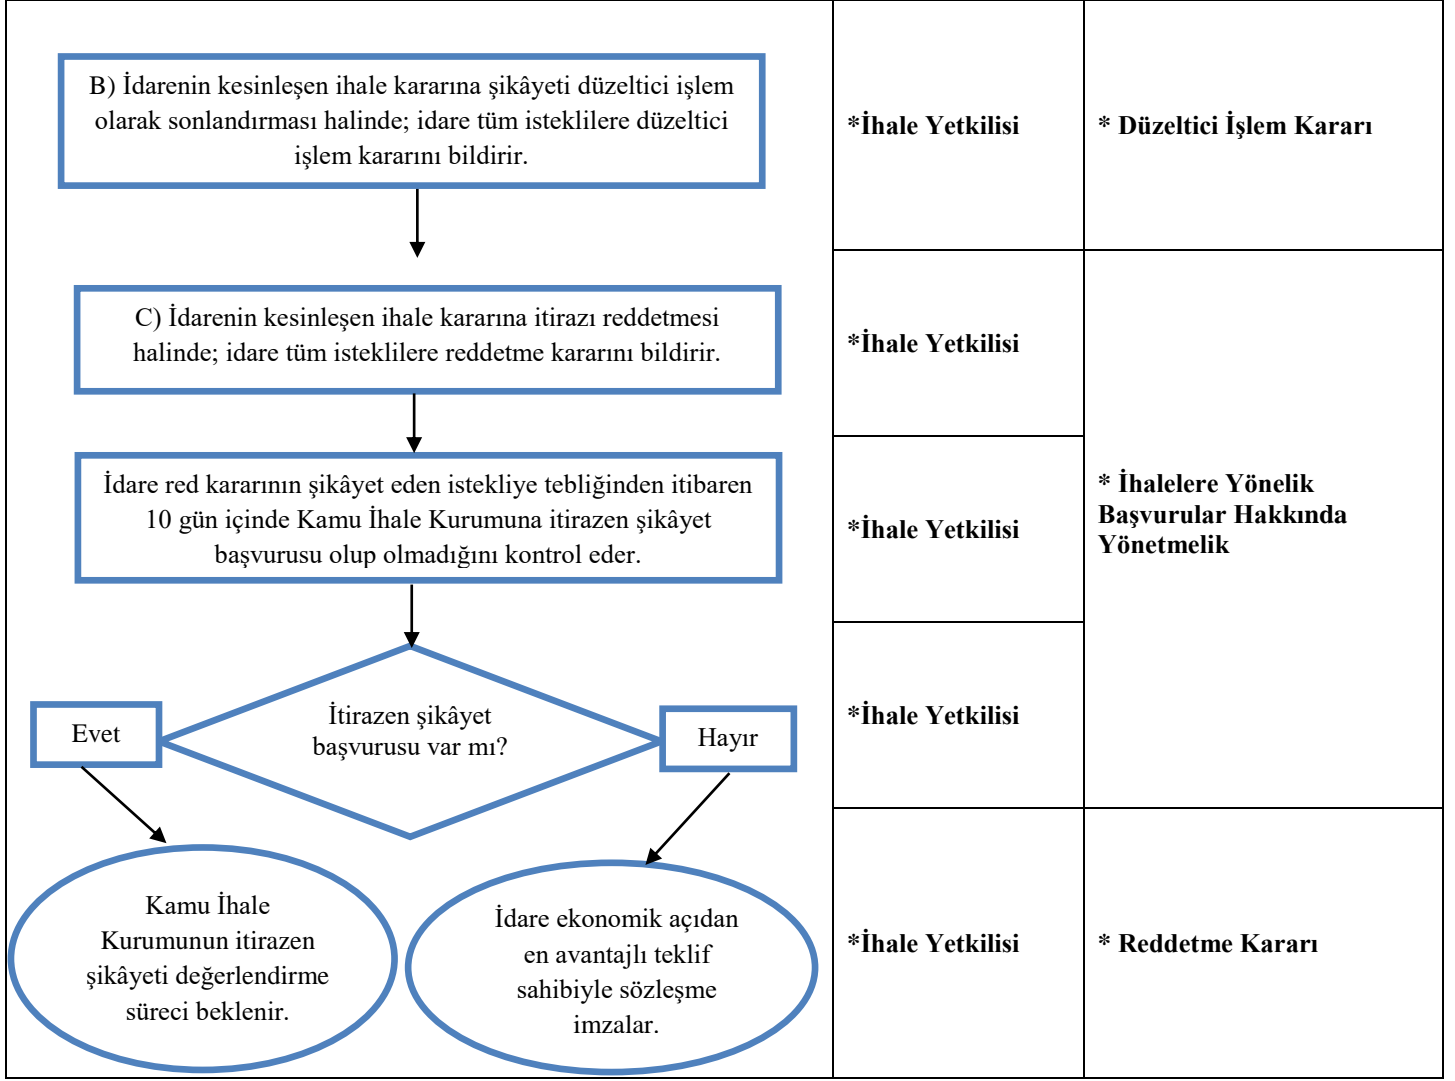 B) İdarenin kesinleşen ihale kararına şikâyeti düzeltici işlem
olarak sonlandırması halinde; idare tüm isteklilere düzeltici
işlem kararını bildirir.
*İhale Yetkilisi
* Düzeltici İşlem Kararı
C) İdarenin kesinleşen ihale kararına itirazı reddetmesi
halinde; idare tüm isteklilere reddetme kararını bildirir.
*İhale Yetkilisi
İdare red kararının şikâyet eden istekliye tebliğinden itibaren
10 gün içinde Kamu İhale Kurumuna itirazen şikâyet
başvurusu olup olmadığını kontrol eder.
*İhale Yetkilisi
* İhalelere Yönelik
Başvurular Hakkında
Yönetmelik
İtirazen şikâyet
başvurusu var mı?
Evet
Hayır
*İhale Yetkilisi
Kamu İhale
Kurumunun itirazen
şikâyeti değerlendirme
süreci beklenir.
İdare ekonomik açıdan
en avantajlı teklif
sahibiyle sözleşme
imzalar.
*İhale Yetkilisi
* Reddetme Kararı